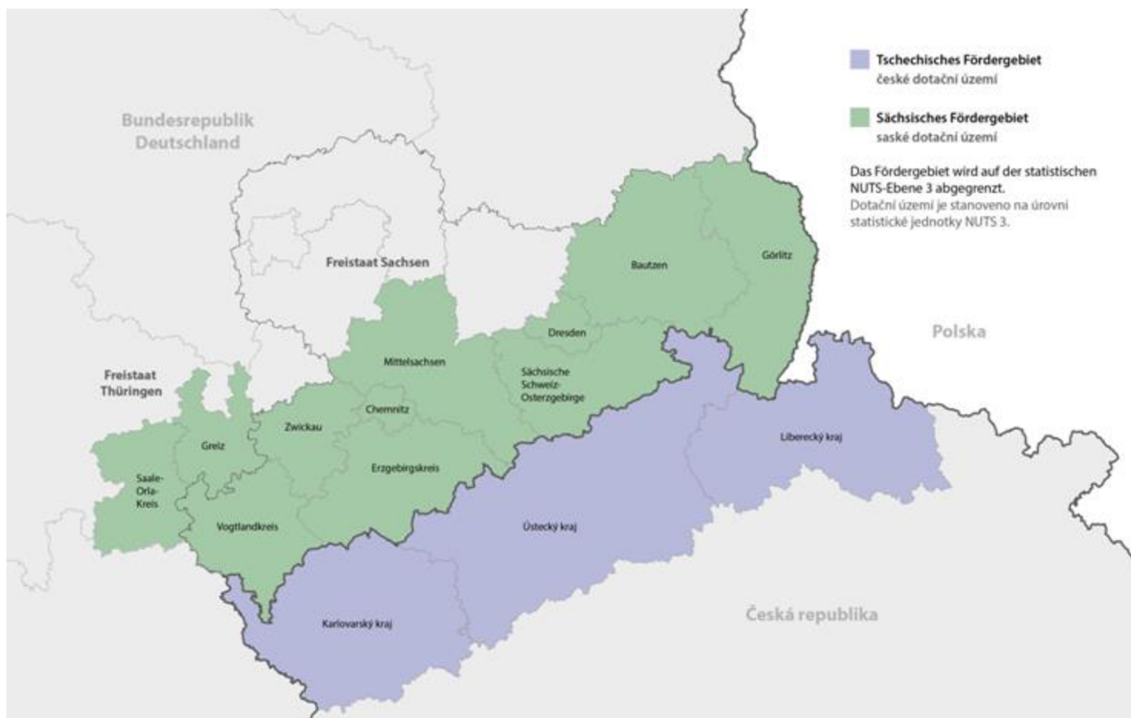 Tschechisches Fördergebiet
české dotační území
Sächsisches Fördergebiet
saské dotační území
Das Fördergebiet wird auf der statistischen
NUTS-Ebene 3 abgegrenzt.
Dotační území je stanoveno na úrovni
statistické jednotky NUTS 3.
Bundesrepublik
Deutschland
Freistaat Sachsen
Bautzen
Görlitz
Dresden
Polska
Mittelsachsen
Sächsische
Schweiz-
Osterzgebirge
Freistaat
Thüringen
Chemnitz
Zwickau
Greiz
Liberecký kraj
Erzgebirgskreis
Saale-
Orla-
Kreis
Vogtlandkreis
Ústecký kraj
Česká republika
Karlovarský kraj